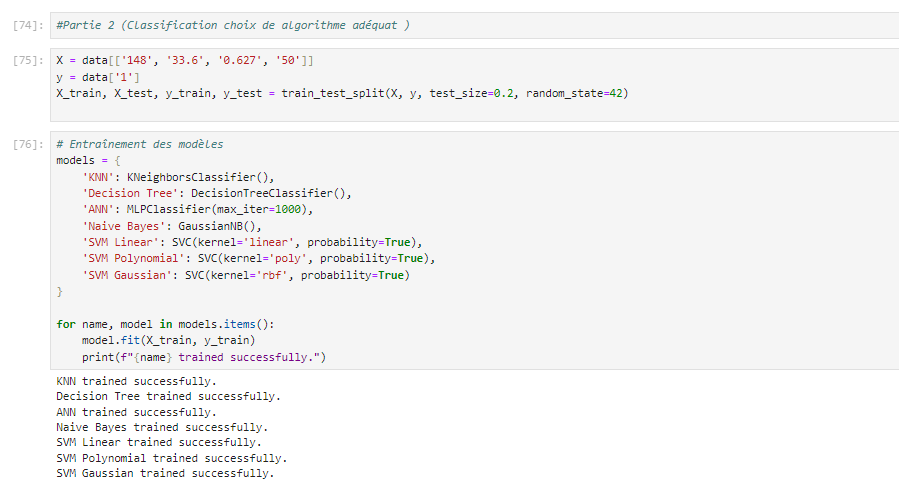 [74]: #Partie 2 (Classification choix de algorithme adéquat )
[75]: X = data[['148', '33.6', '0.627', '50']]
y = data['1']
X_train, X_test, y_train, y_test = train_test_split(X, y, test_size=0.2, random_state=42)
[76]: # Entraînement des modèles
models = {
    'KNN': KNeighborsClassifier(),
    'Decision Tree': DecisionTreeClassifier(),
    'ANN': MLPClassifier(max_iter=1000),
    'Naive Bayes': GaussianNB(),
    'SVM Linear': SVC(kernel='linear', probability=True),
    'SVM Polynomial': SVC(kernel='poly', probability=True),
    'SVM Gaussian': SVC(kernel='rbf', probability=True)
}
for name, model in models.items():
    model.fit(X_train, y_train)
    print(f"{name} trained successfully.")
KNN trained successfully.
Decision Tree trained successfully.
ANN trained successfully.
Naive Bayes trained successfully.
SVM Linear trained successfully.
SVM Polynomial trained successfully.
SVM Gaussian trained successfully.